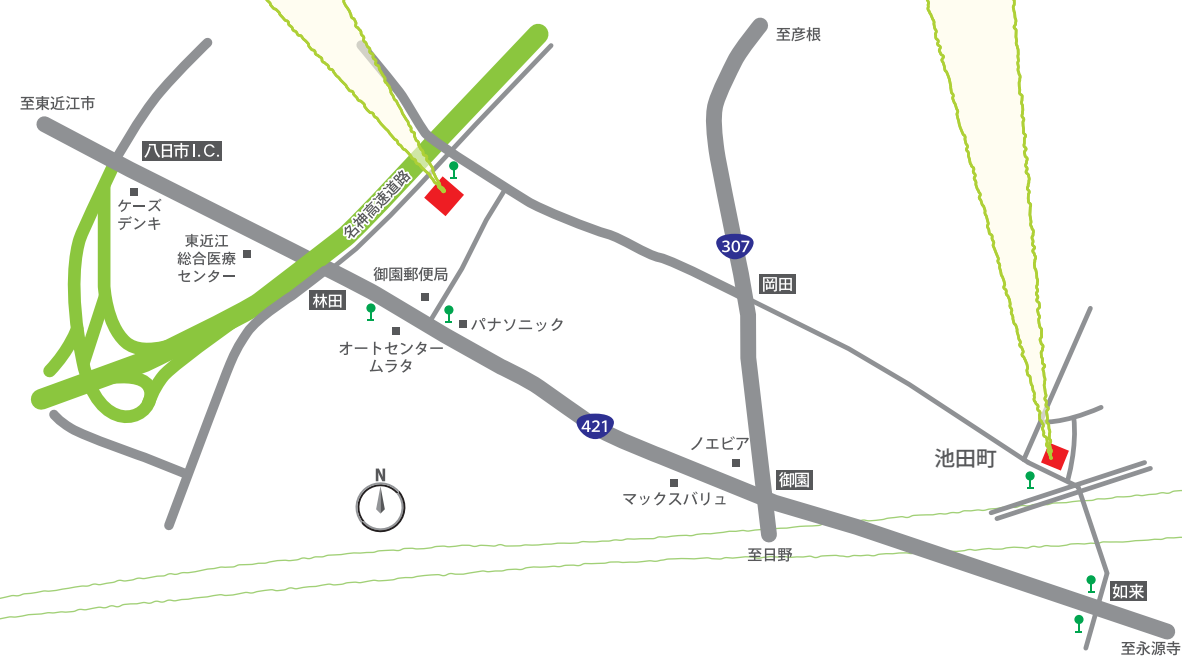 至彦根
至東近江市
八日市I.C.
ケーズ
デンキ
名神高速道路
東近江
総合医療
センター
307
御園郵便局
岡田
林田
パナソニック
オートセンター
ムラタ
421
ノエビア
池田町
N
御園
マックスバリュ
至日野
如来
至永源寺